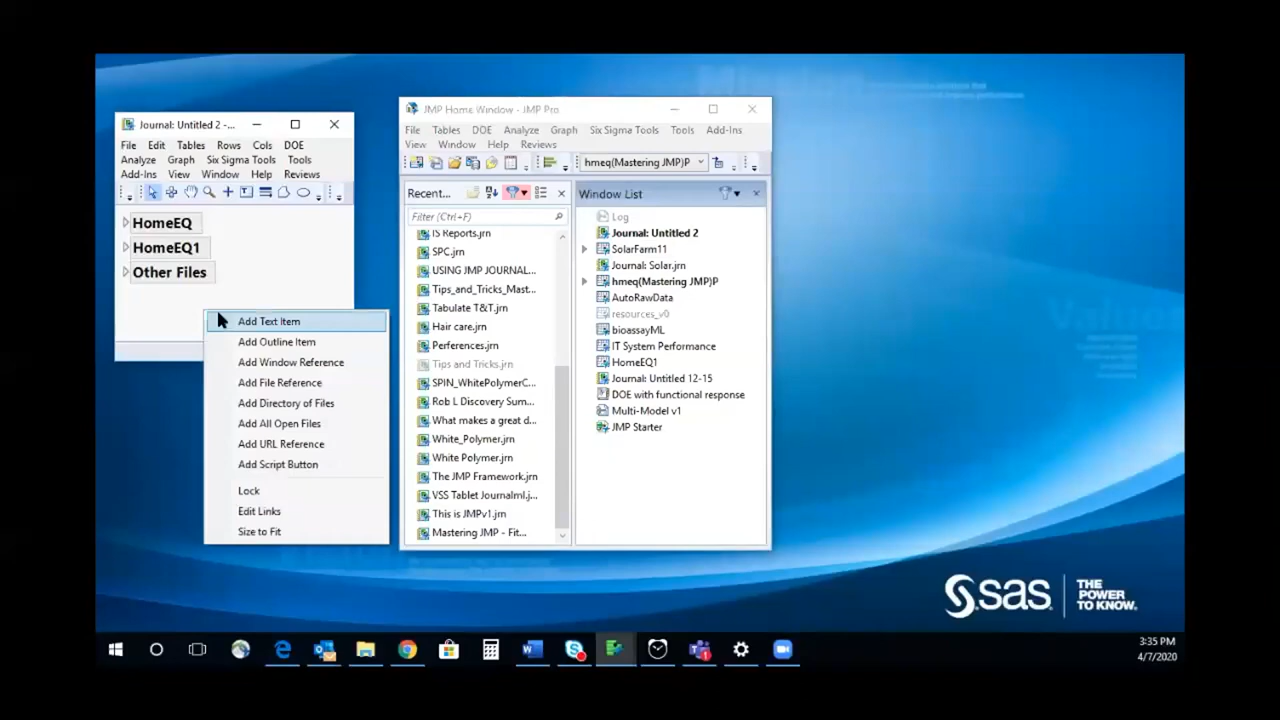 Journal: Untitled 2 -...
File Edit Tables Rows Cols DOE
Analyze Graph Six Sigma Tools Tools
Add-Ins View Window Help Reviews
HomeEQ
HomeEQ1
Other Files
Add Text Item
Add Outline Item
Add Window Reference
Add File Reference
Add Directory of Files
Add All Open Files
Add URL Reference
Add Script Button
Lock
Edit Links
Size to Fit
JMP Home Window - JMP Pro
File Tables DOE Analyze Graph Six Sigma Tools Tools Add-Ins
View Window Help Reviews
hmeq(Mastering JMP)P
Recent...
Filter (Ctrl+F)
IS Reports.jrn
SPC.jrn
USING JMP JOURNAL...
Tips_and_Tricks_Mast...
Tabulate T&T.jrn
Hair care.jrn
Perferences.jrn
Tips and Tricks.jrn
SPIN_WhitePolymerC...
Rob L Discovery Sum...
What makes a great d...
White_Polymer.jrn
White Polymer.jrn
The JMP Framework.jrn
VSS Tablet Journalml.j...
This is JMPv1.jrn
Mastering JMP - Fit...
Window List
Log
Journal: Untitled 2
SolarFarm11
Journal: Solar.jrn
hmeq(Mastering JMP)P
AutoRawData
resources_v0
bioassayML
IT System Performance
HomeEQ1
Journal: Untitled 12-15
DOE with functional response
Multi-Model v1
JMP Starter
sas
THE
POWER
TO KNOW.
3:35 PM
4/7/2020